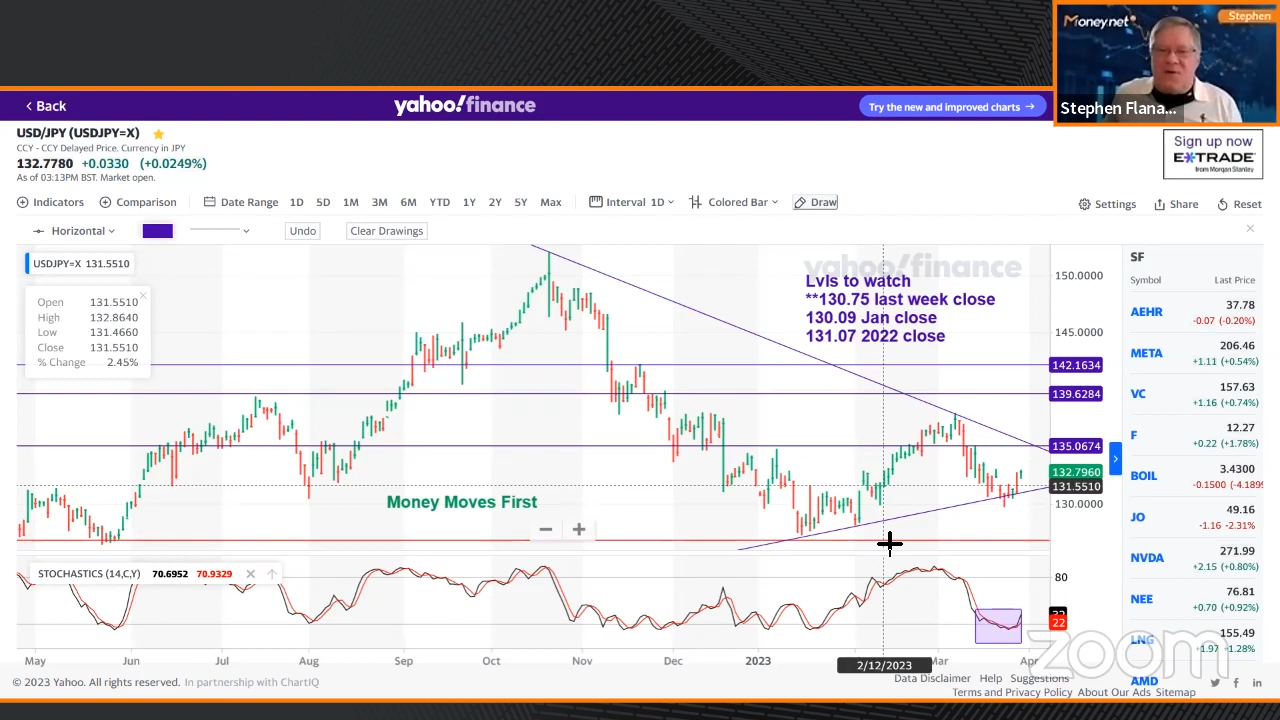 Money.net
Stephen
Stephen Flana...
Back
yahoo!finance
Try the new and improved charts →
USD/JPY (USDJPY=X)
CCY - CCY Delayed Price. Currency in JPY
132.7780 +0.0330 (+0.0249%)
As of 03:13PM BST. Market open.
Sign up now
E*TRADE
from Morgan Stanley
Indicators Comparison Date Range 1D 5D 1M 3M 6M YTD 1Y 2Y 5Y Max Interval 1D Colored Bar Draw Settings Share Reset
Horizontal Undo Clear Drawings
USDJPY=X 131.5510
Open 131.5510
High 132.8640
Low 131.4660
Close 131.5510
% Change 2.45%
yahoo!finance
Lvls to watch
**130.75 last week close
130.09 Jan close
131.07 2022 close
Money Moves First
150.0000
145.0000
142.1634
139.6284
135.0674
132.7960
131.5510
130.0000
STOCHASTICS (14,C,Y) 70.6952 70.9329
80
22
May Jun Jul Aug Sep Oct Nov Dec 2023 2/12/2023 Mar Apr
SF
Symbol Last Price
AEHR 37.78
-0.07 (-0.20%)
META 206.46
+1.11 (+0.54%)
VC 157.63
+1.16 (+0.74%)
F 12.27
+0.22 (+1.78%)
BOIL 3.4300
-0.1500 (-4.189
JO 49.16
-1.16 -2.31%
NVDA 271.99
+2.15 (+0.80%)
NEE 76.81
+0.70 (+0.92%)
LNG 155.49
AMD
zoom
© 2023 Yahoo. All rights reserved. In partnership with ChartIQ
Data Disclaimer Help Suggestions
Terms and Privacy Policy About Our Ads Sitemap